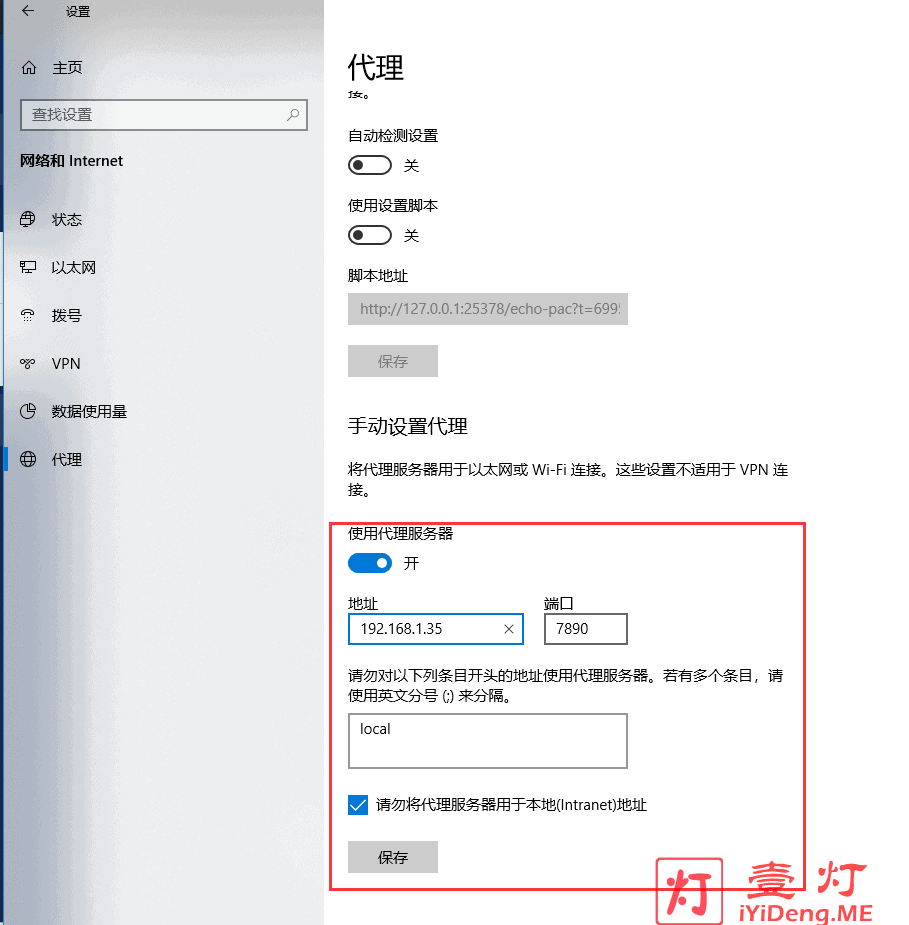 设置
主页
查找设置
网络和 Internet
状态
以太网
拨号
VPN
数据使用量
代理
代理
接。
自动检测设置
关
使用设置脚本
关
脚本地址
http://127.0.0.1:25378/echo-pac?t=699
保存
手动设置代理
将代理服务器用于以太网或 Wi-Fi 连接。这些设置不适用于 VPN 连
接。
使用代理服务器
开
地址 端口
192.168.1.35 7890
请勿对以下列条目开头的地址使用代理服务器。若有多个条目，请
使用英文分号 (;) 来分隔。
local
请勿将代理服务器用于本地(Intranet)地址
保存
灯 壹灯
iYiDeng.ME